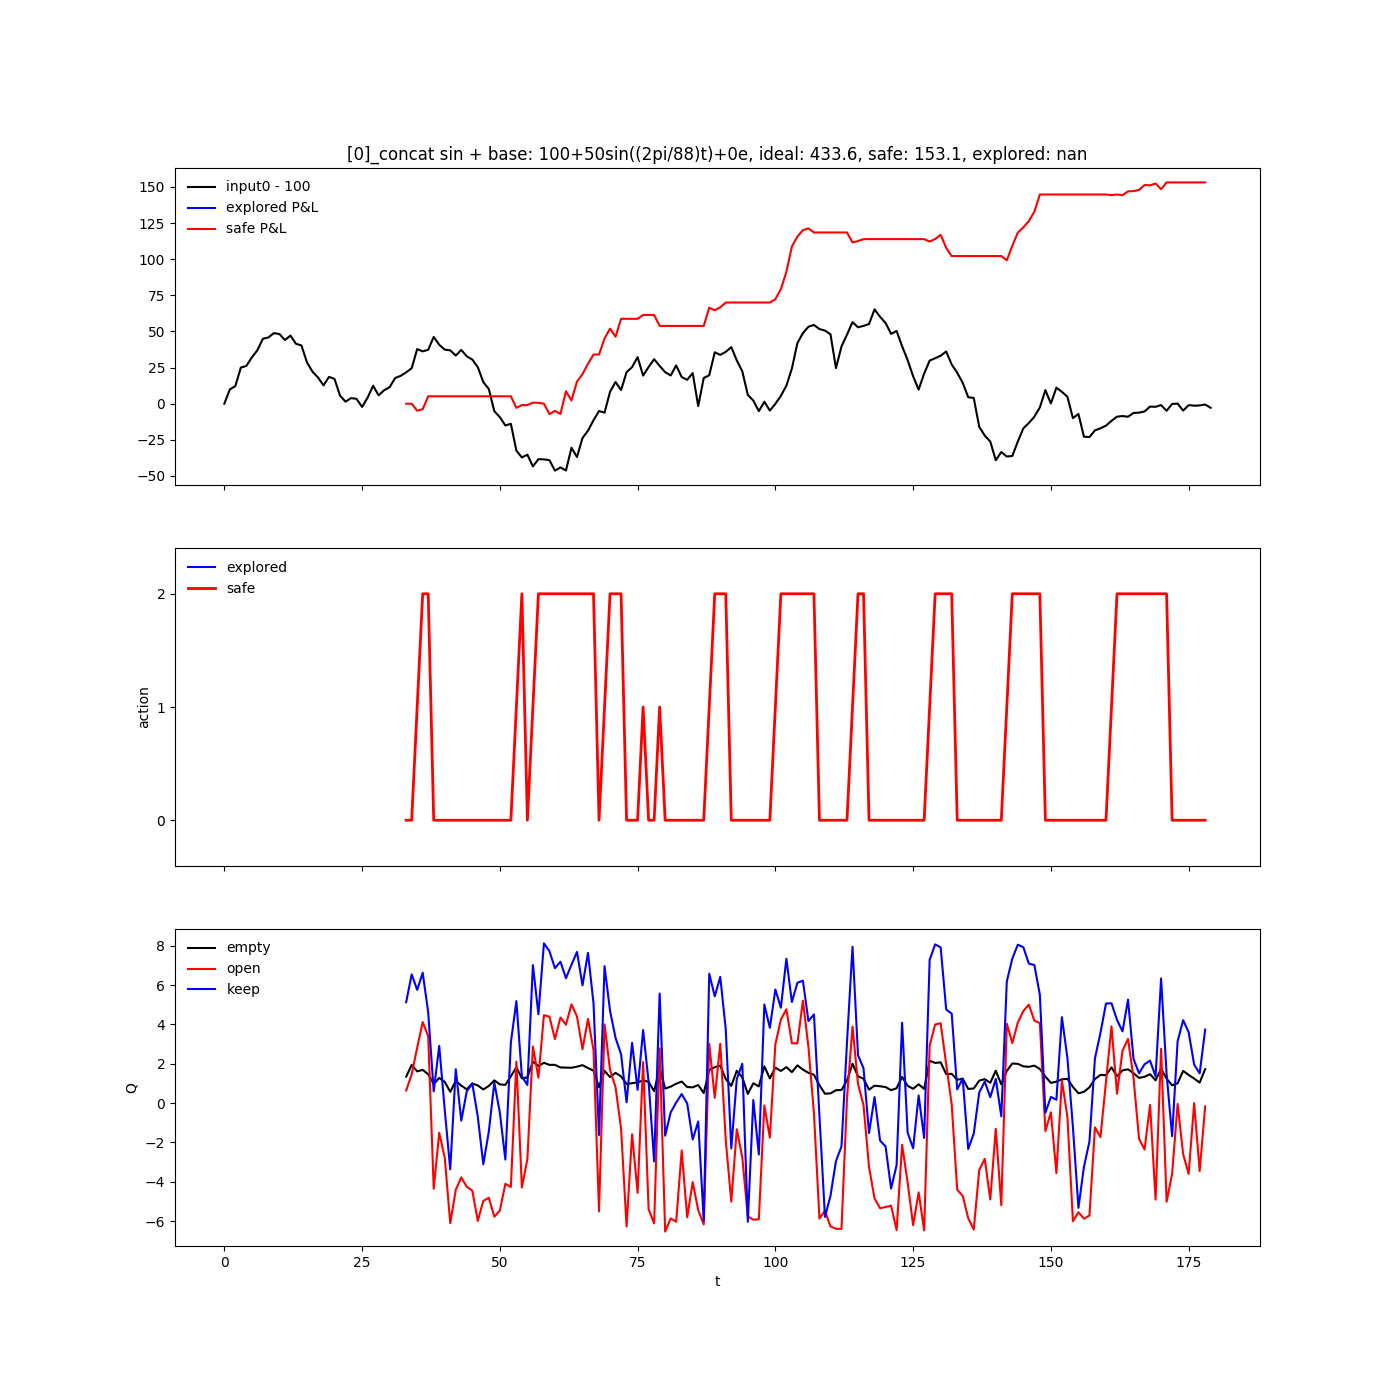 [0]_concat sin + base: 100+50sin((2pi/88)t)+0e, ideal: 433.6, safe: 153.1, explored: nan
150
125
100
75
50
25
0
−25
−50
input0 - 100
explored P&L
safe P&L
2
1
0
action
explored
safe
8
6
4
2
0
−2
−4
−6
Q
empty
open
keep
0
25
50
75
100
125
150
175
t